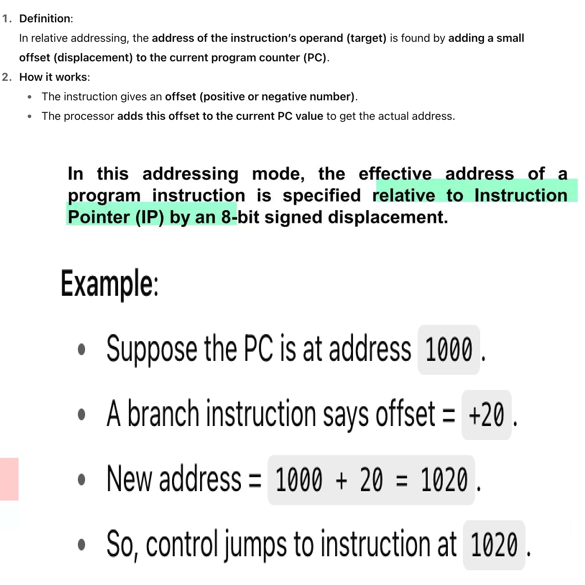 1. Definition:
In relative addressing, the address of the instruction's operand (target) is found by adding a small
offset (displacement) to the current program counter (PC).
2. How it works:
• The instruction gives an offset (positive or negative number).
• The processor adds this offset to the current PC value to get the actual address.
In this addressing mode, the effective address of a
program instruction is specified relative to Instruction
Pointer (IP) by an 8-bit signed displacement.
Example:
• Suppose the PC is at address 1000.
• A branch instruction says offset = +20.
• New address = 1000 + 20 = 1020.
• So, control jumps to instruction at 1020.